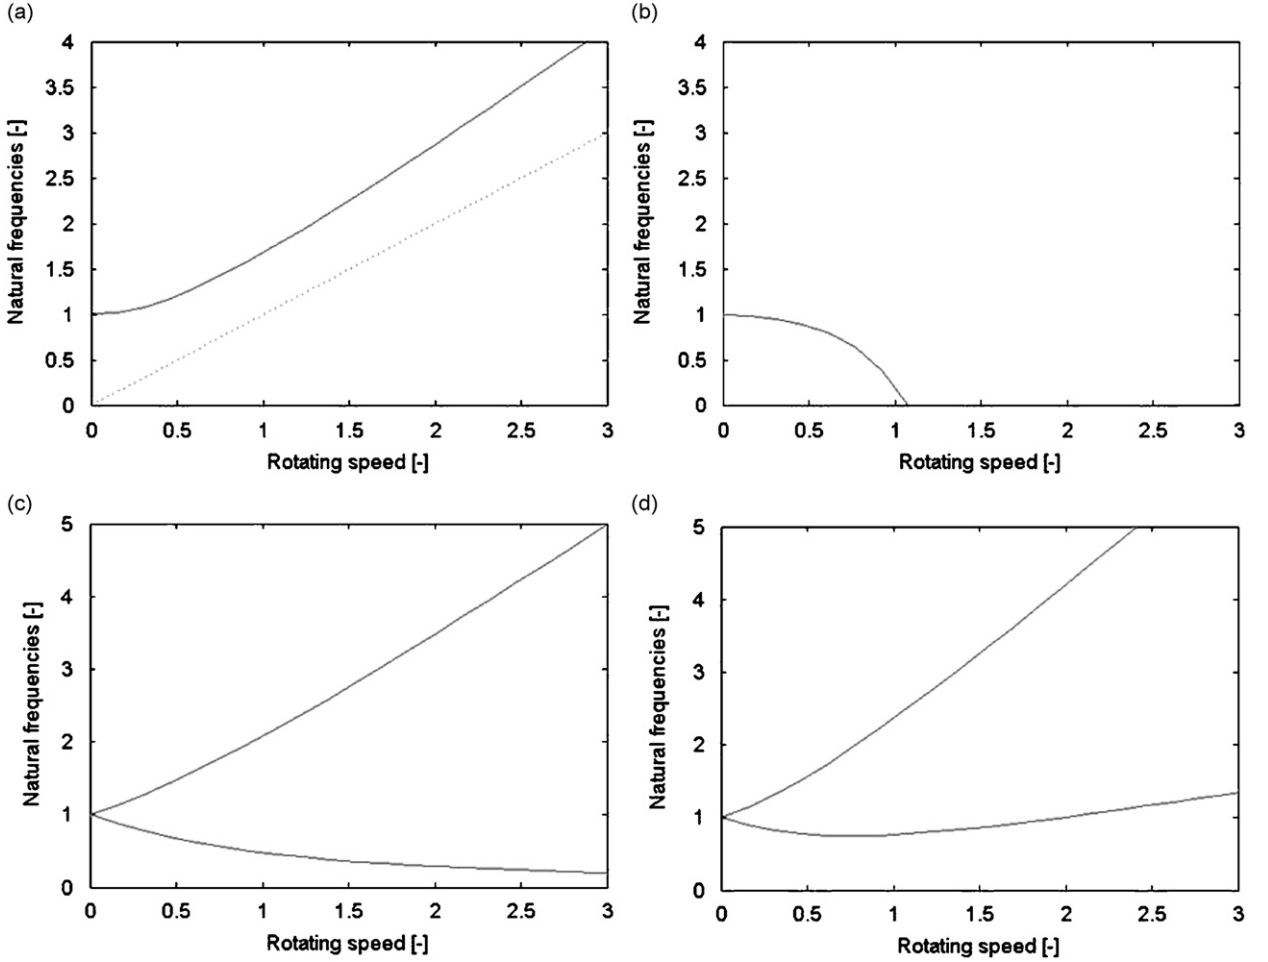 (a)
4
3.5
3
2.5
2
1.5
1
0.5
0
Natural frequencies [-]
0 0.5 1 1.5 2 2.5 3
Rotating speed [-]
(b)
4
3.5
3
2.5
2
1.5
1
0.5
0
Natural frequencies [-]
0 0.5 1 1.5 2 2.5 3
Rotating speed [-]
(c)
5
4
3
2
1
0
Natural frequencies [-]
0 0.5 1 1.5 2 2.5 3
Rotating speed [-]
(d)
5
4
3
2
1
0
Natural frequencies [-]
0 0.5 1 1.5 2 2.5 3
Rotating speed [-]